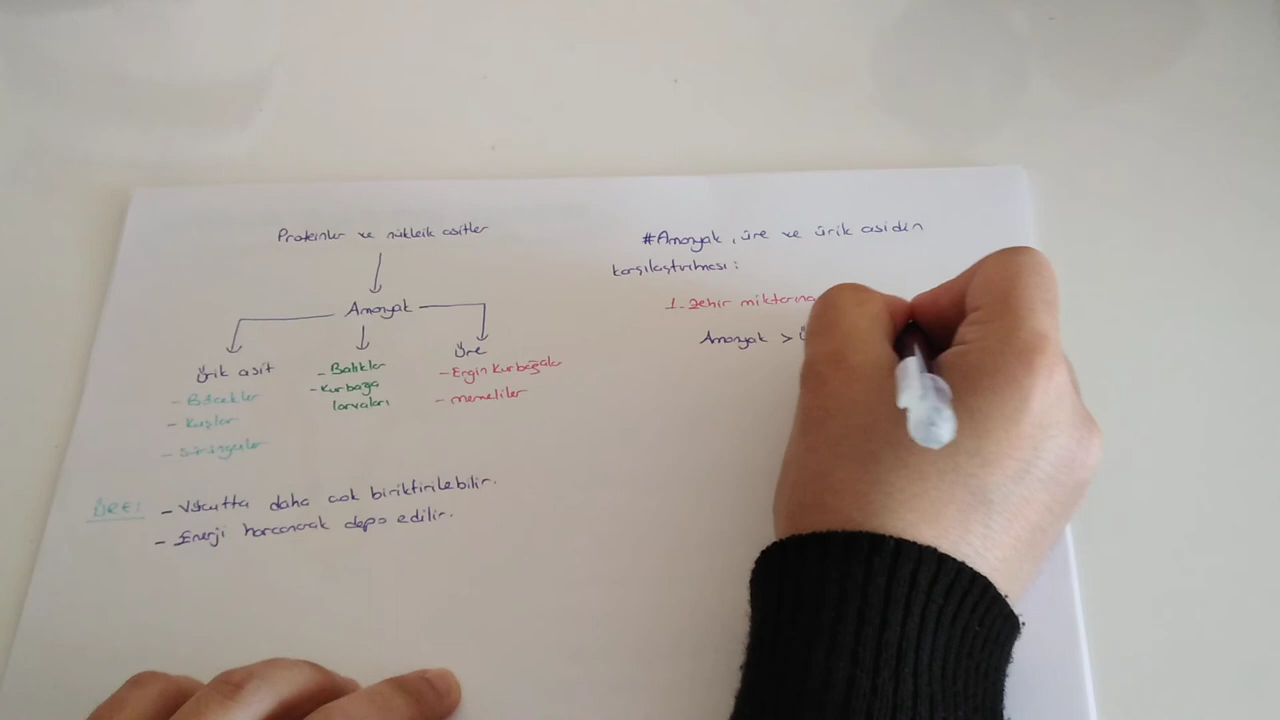 Proteinler ve nükleik asitler
Amonyak
Ürik asit
- Böcekler
- Kuşlar
- Sürüngenler
- Balıklar
- Kurbağa
larvaları
Üre
- Ergin Kurbağalar
- memeliler
ÜRE:
- Vücutta daha çok biriktirilebilir.
- Enerji harcanarak depo edilir.
#Amonyak, üre ve ürik asidin
karşılaştırılması:
1- Zehir miktarına
Amonyak > Ü